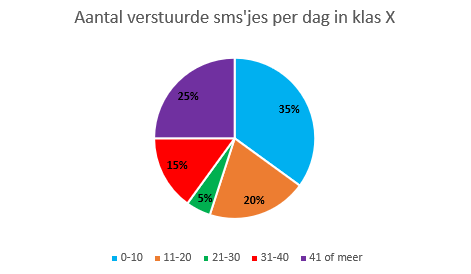 Aantal verstuurde sms'jes per dag in klas X
25%
35%
15%
5%
20%
0-10 11-20 21-30 31-40 41 of meer